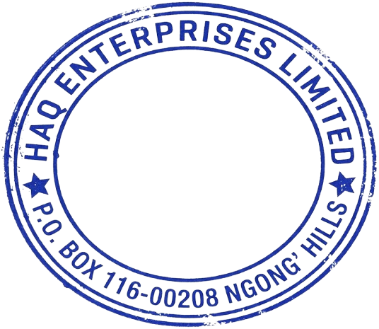 HAQ ENTERPRISES LIMITED
P.O. BOX 116-00208 NGONG' HILLS